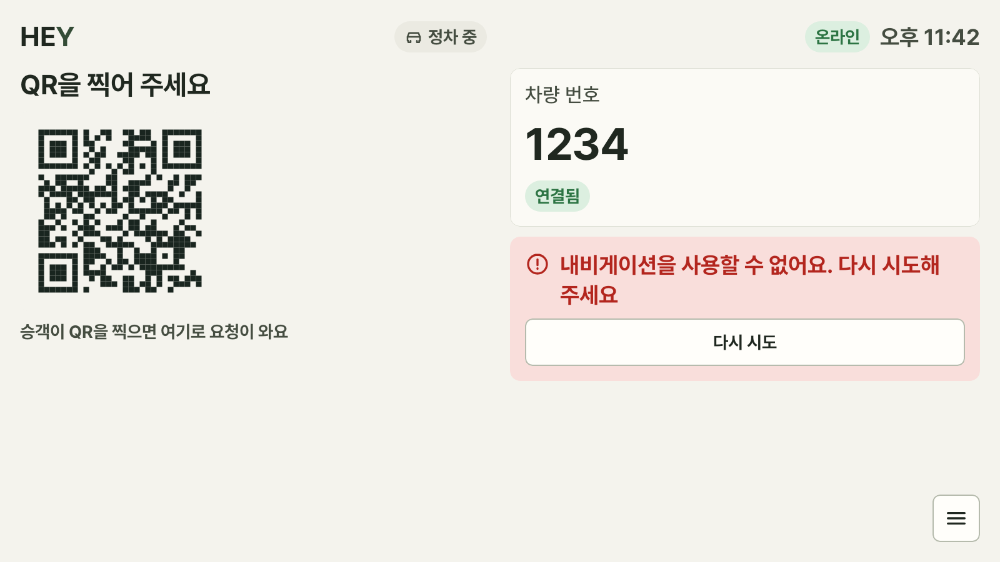 HEY
정차 중
온라인
오후 11:42
QR을 찍어 주세요
승객이 QR을 찍으면 여기로 요청이 와요
차량 번호
1234
연결됨
내비게이션을 사용할 수 없어요. 다시 시도해
주세요
다시 시도